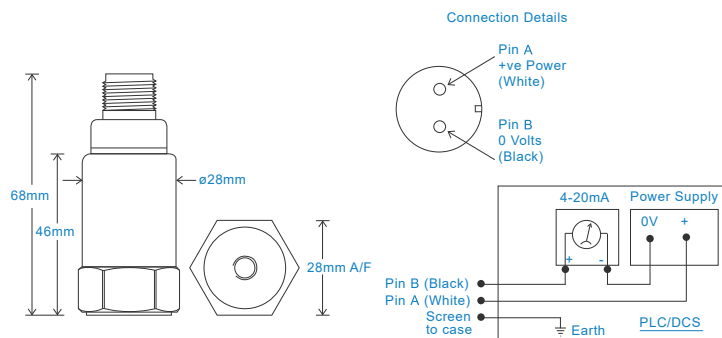 Connection Details
Pin A
+ve Power
(White)
Pin B
0 Volts
(Black)
68mm
46mm
ø28mm
28mm A/F
4-20mA
Power Supply
0V
+
+
-
Pin B (Black)
Pin A (White)
Screen
to case
Earth
PLC/DCS